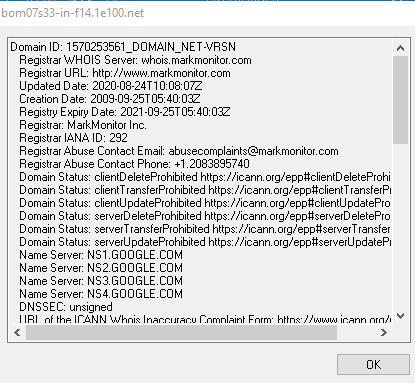 bom07s33-in-f14.1e100.net
Domain ID: 1570253561_DOMAIN_NET-VRSN
Registrar WHOIS Server: whois.markmonitor.com
Registrar URL: http://www.markmonitor.com
Updated Date: 2020-08-24T10:08:07Z
Creation Date: 2009-09-25T05:40:03Z
Registry Expiry Date: 2021-09-25T05:40:03Z
Registrar: MarkMonitor Inc.
Registrar IANA ID: 292
Registrar Abuse Contact Email: abusecomplaints@markmonitor.com
Registrar Abuse Contact Phone: +1.2083895740
Domain Status: clientDeleteProhibited https://icann.org/epp#clientDeleteProhi
Domain Status: clientTransferProhibited https://icann.org/epp#clientTransferPr
Domain Status: clientUpdateProhibited https://icann.org/epp#clientUpdateProh
Domain Status: serverDeleteProhibited https://icann.org/epp#serverDeletePro
Domain Status: serverTransferProhibited https://icann.org/epp#serverTransfer
Domain Status: serverUpdateProhibited https://icann.org/epp#serverUpdatePro
Name Server: NS1.GOOGLE.COM
Name Server: NS2.GOOGLE.COM
Name Server: NS3.GOOGLE.COM
Name Server: NS4.GOOGLE.COM
DNSSEC: unsigned
URL of the ICANN Whois Inaccuracy Complaint Form: https://www.icann.org/
OK